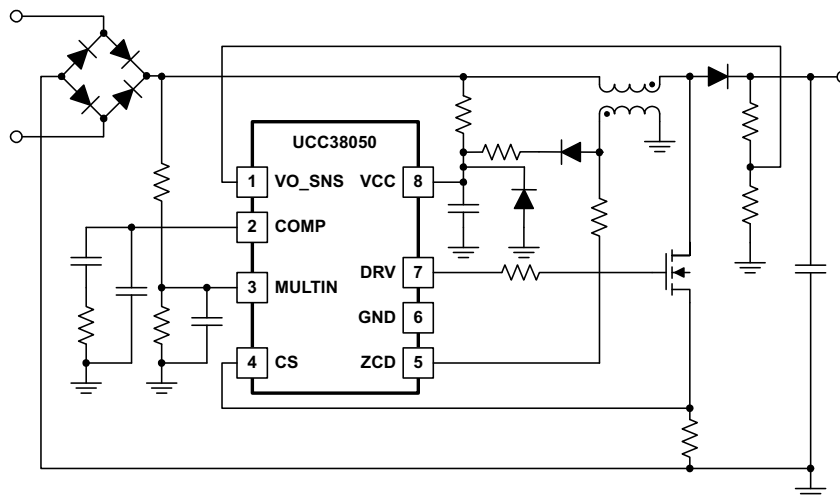 UCC38050
1 VO_SNS VCC 8
2 COMP
DRV 7
3 MULTIN
GND 6
4 CS ZCD 5